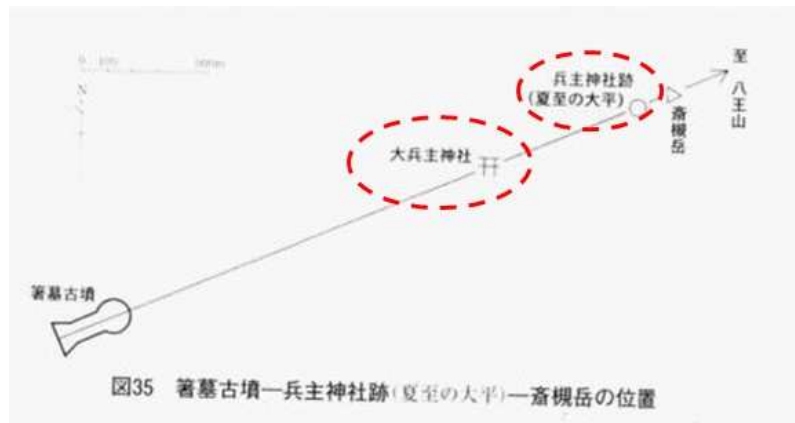 N
兵主神社跡
(夏至の大平)
至 八王山
斎槻岳
大兵主神社
箸墓古墳
図35 箸墓古墳―兵主神社跡(夏至の大平)―斎槻岳の位置